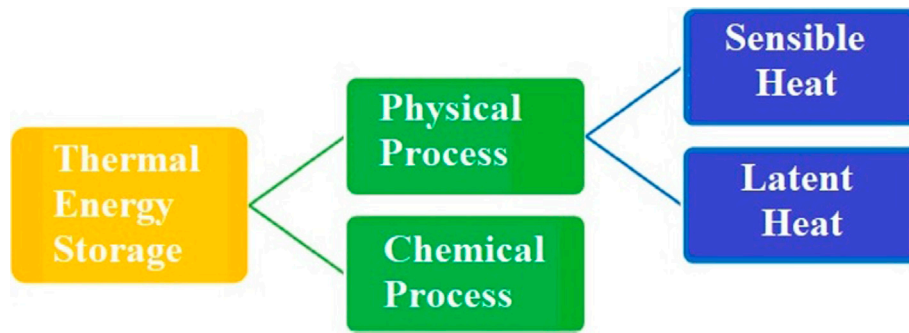 Thermal
Energy
Storage
Physical
Process
Chemical
Process
Sensible
Heat
Latent
Heat